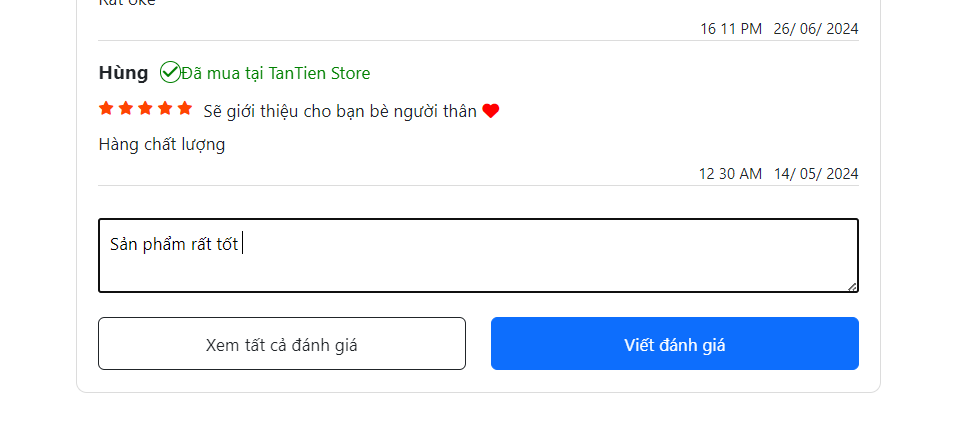 Rất oke
16 11 PM 26/ 06/ 2024
Hùng Đã mua tại TanTien Store
Sẽ giới thiệu cho bạn bè người thân
Hàng chất lượng
12 30 AM 14/ 05/ 2024
Sản phẩm rất tốt
Xem tất cả đánh giá Viết đánh giá